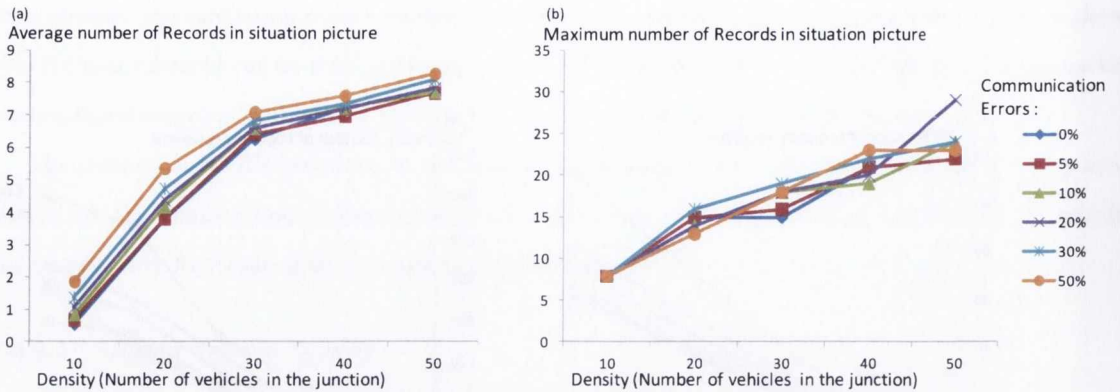 (a)
Average number of Records in situation picture
9
8
7
6
5
4
3
2
1
0
10 20 30 40 50
Density (Number of vehicles in the junction)
(b)
Maximum number of Records in situation picture
35
30
25
20
15
10
5
0
10 20 30 40 50
Density (Number of vehicles in the junction)
Communication
Errors :
0%
5%
10%
20%
30%
50%